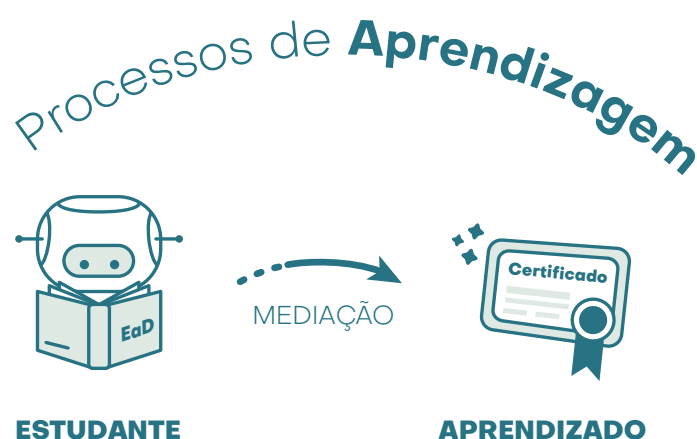 Processos de Aprendizagem
Certificado
EaD
MEDIAÇÃO
ESTUDANTE
APRENDIZADO